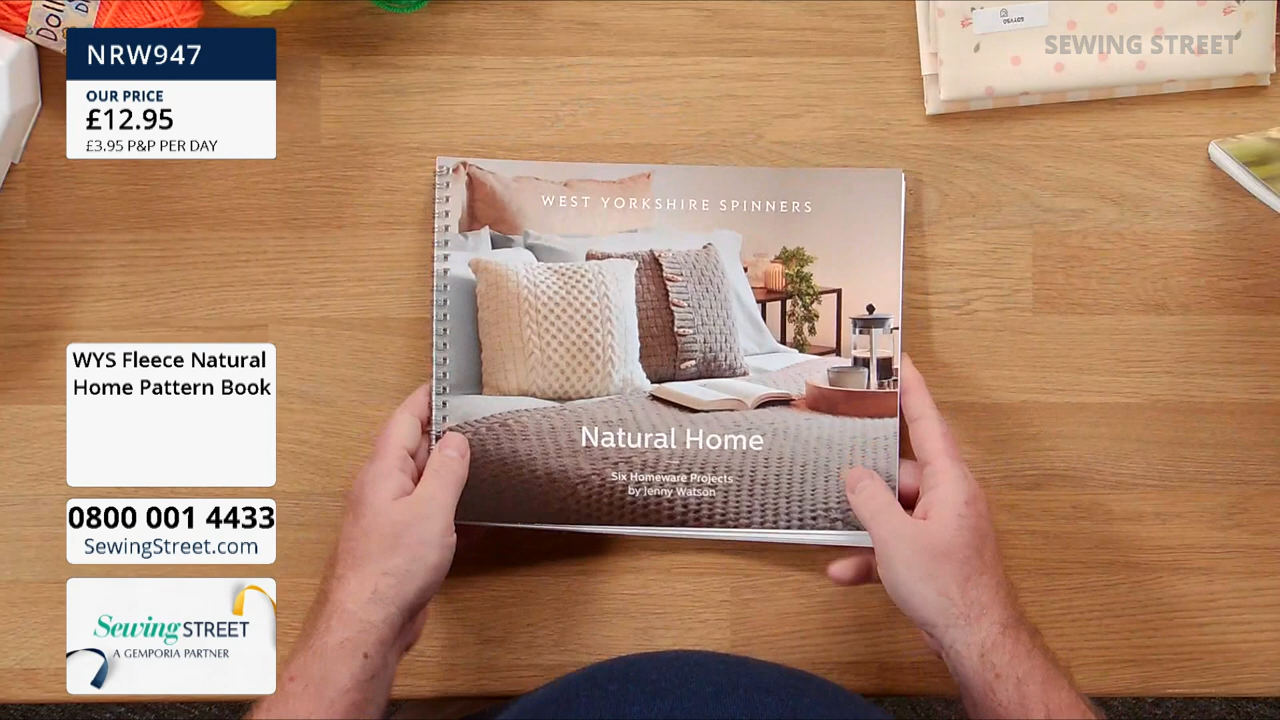 NRW947
OUR PRICE
£12.95
£3.95 P&P PER DAY
WYS Fleece Natural
Home Pattern Book
0800 001 4433
SewingStreet.com
Sewing STREET
A GEMPORIA PARTNER
SEWING STREET
WEST YORKSHIRE SPINNERS
Natural Home
Six Homeware Projects
by Jenny Watson